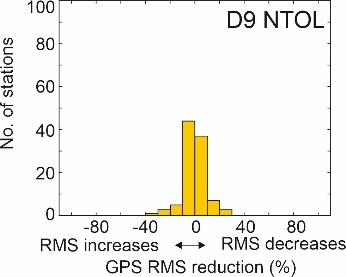 D9 NTOL
No. of stations
100
80
60
40
20
0
-80 -40 0 40 80
RMS increases RMS decreases
GPS RMS reduction (%)